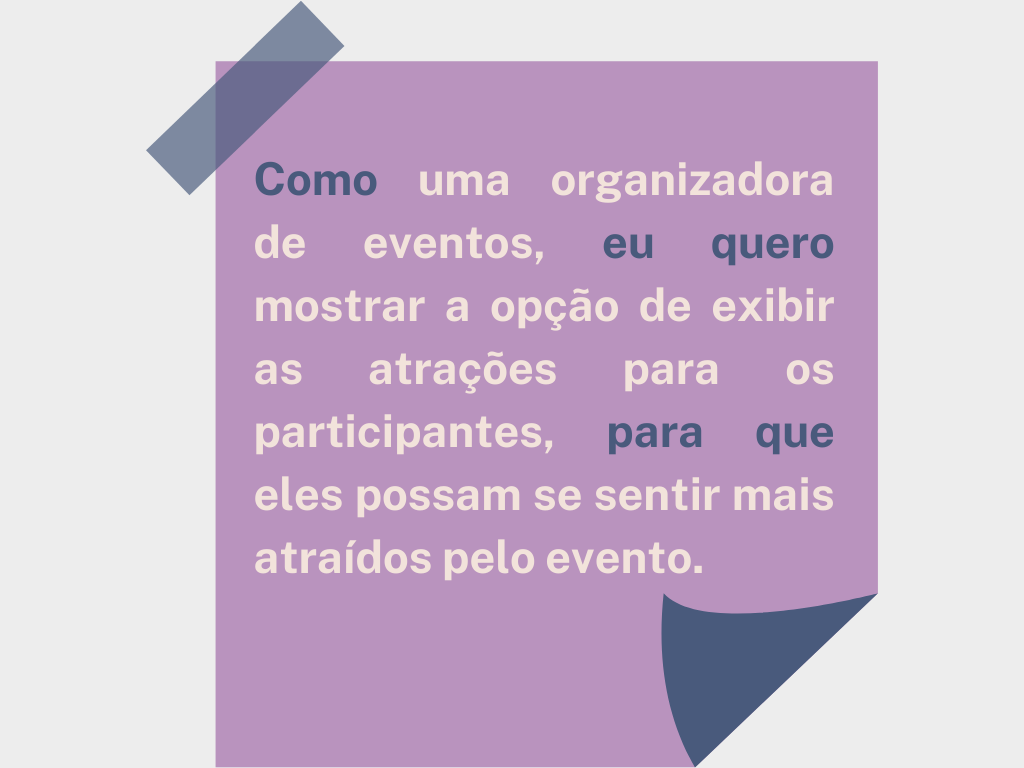 Como uma organizadora
de eventos, eu quero
mostrar a opção de exibir
as atrações para os
participantes, para que
eles possam se sentir mais
atraídos pelo evento.